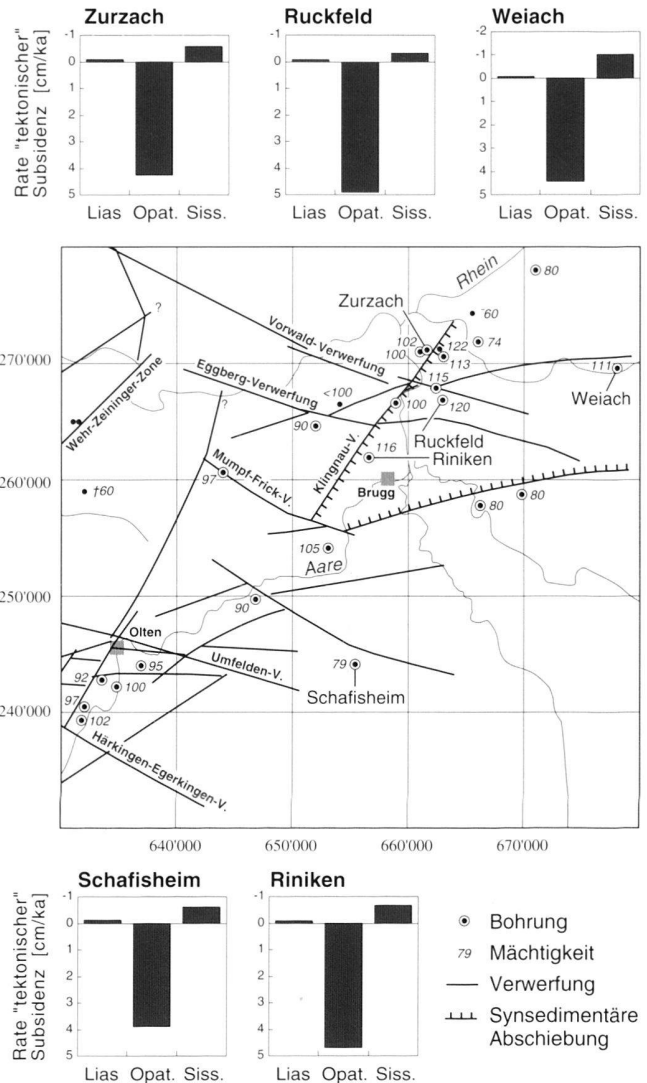 Zurzach
Ruckfeld
Weiach
Rate "tektonischer"
Subsidenz [cm/ka]
-1
0
1
2
3
4
5
-1
0
1
2
3
4
5
-2
-1
0
1
2
3
4
5
Lias Opat. Siss.
Lias Opat. Siss.
Lias Opat. Siss.
Rhein
80
Zurzach
~60
?
102
100
122
74
113
Vorwald-Verwerfung
270'000
115
111
Eggberg-Verwerfung
<100
Weiach
Wehr-Zeininger-Zone
100
120
?
90
Ruckfeld
Klingnau-V.
116
Riniken
97
Mumpf-Frick-V.
260'000
†60
Brugg
80
80
105
Aare
250'000
90
Olten
Umfelden-V.
95
79
92
100
Schafisheim
97
240'000
102
Härkingen-Egerkingen-V.
640'000
650'000
660'000
670'000
Schafisheim
Riniken
Rate "tektonischer"
Subsidenz [cm/ka]
-1
0
1
2
3
4
5
-1
0
1
2
3
4
5
Lias Opat. Siss.
Lias Opat. Siss.
Bohrung
79 Mächtigkeit
Verwerfung
Synsedimentäre
Abschiebung